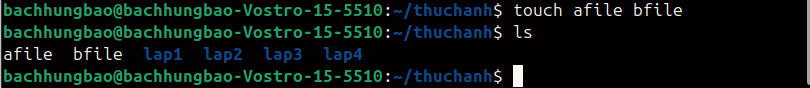 bachhungbao@bachhungbao-Vostro-15-5510:~/thuchanh$ touch afile bfile
bachhungbao@bachhungbao-Vostro-15-5510:~/thuchanh$ ls
afile  bfile  lap1  lap2  lap3  lap4
bachhungbao@bachhungbao-Vostro-15-5510:~/thuchanh$